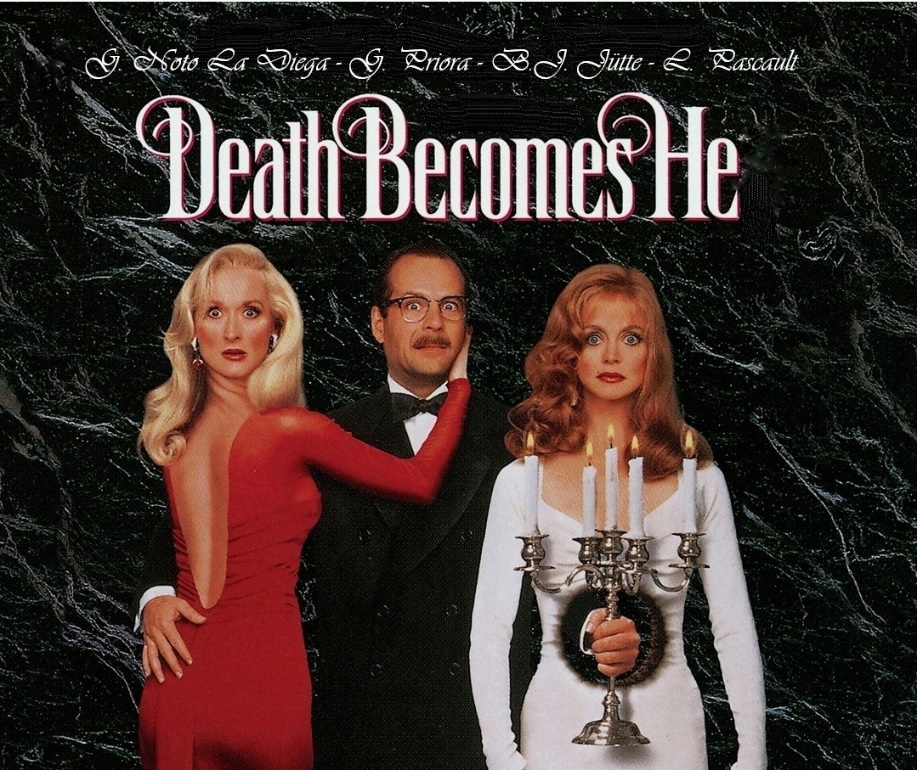 G. Noto La Diega - G. Priora - B.J. Jütte - L. Pascault
Death Becomes He